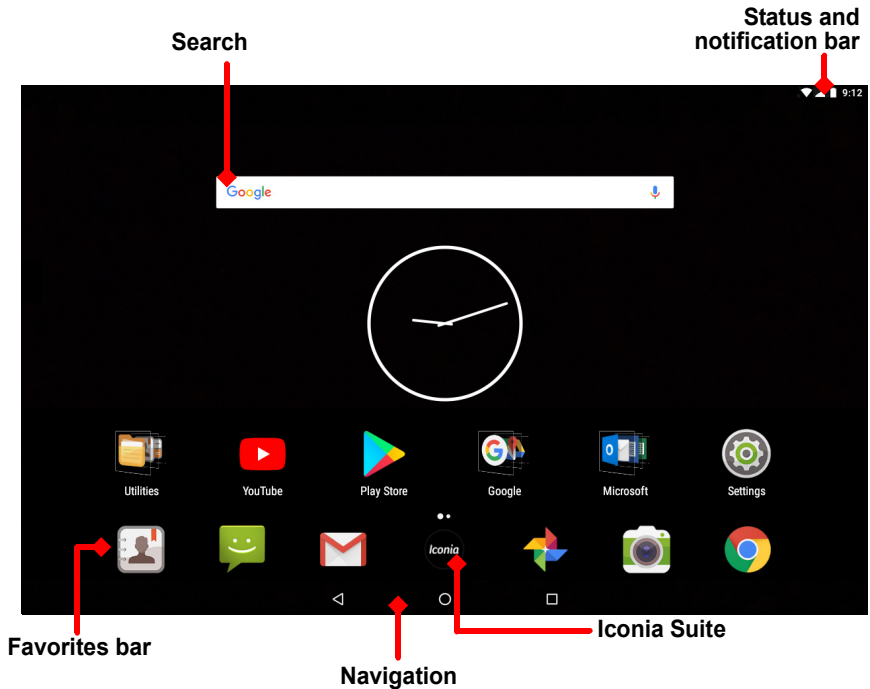 Status and
notification bar
Search
9:12
Google
Utilities
YouTube
Play Store
Google
Microsoft
Settings
Iconia
Iconia Suite
Favorites bar
Navigation